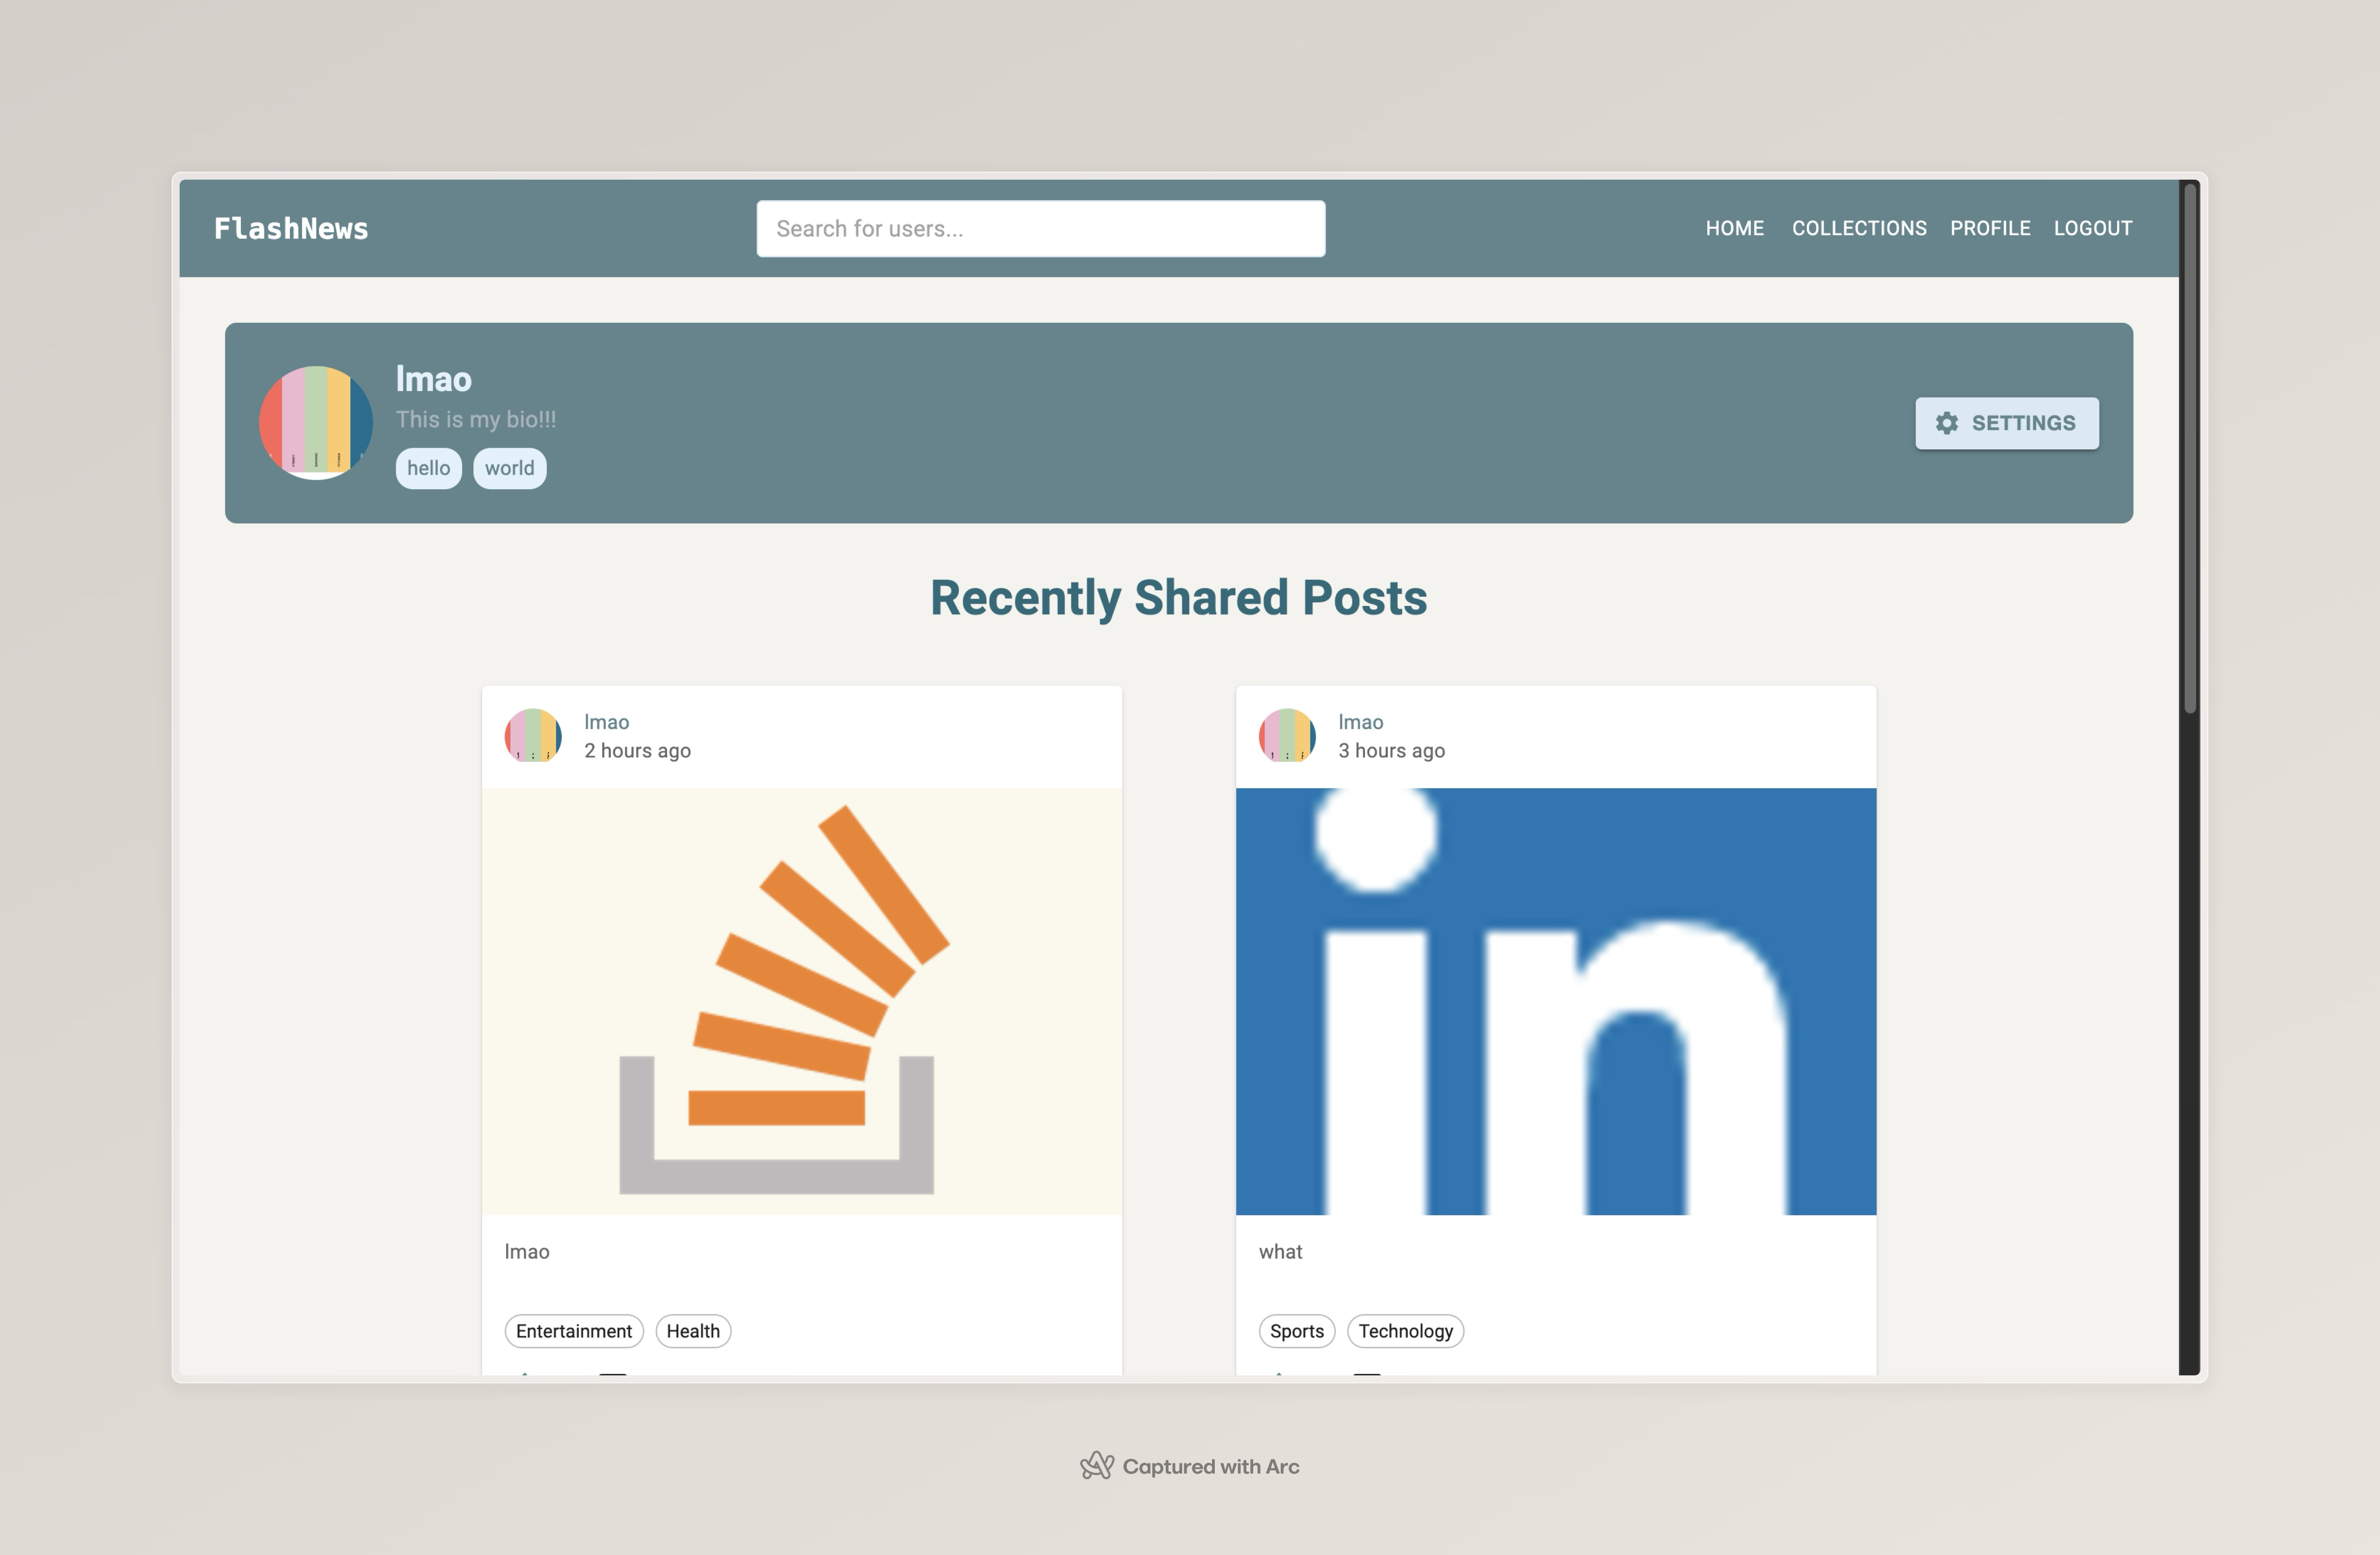 FlashNews
Search for users...
HOME COLLECTIONS PROFILE LOGOUT
lmao
This is my bio!!!
hello world
SETTINGS
Recently Shared Posts
lmao
2 hours ago
lmao
Entertainment Health
lmao
3 hours ago
in
what
Sports Technology
Captured with Arc